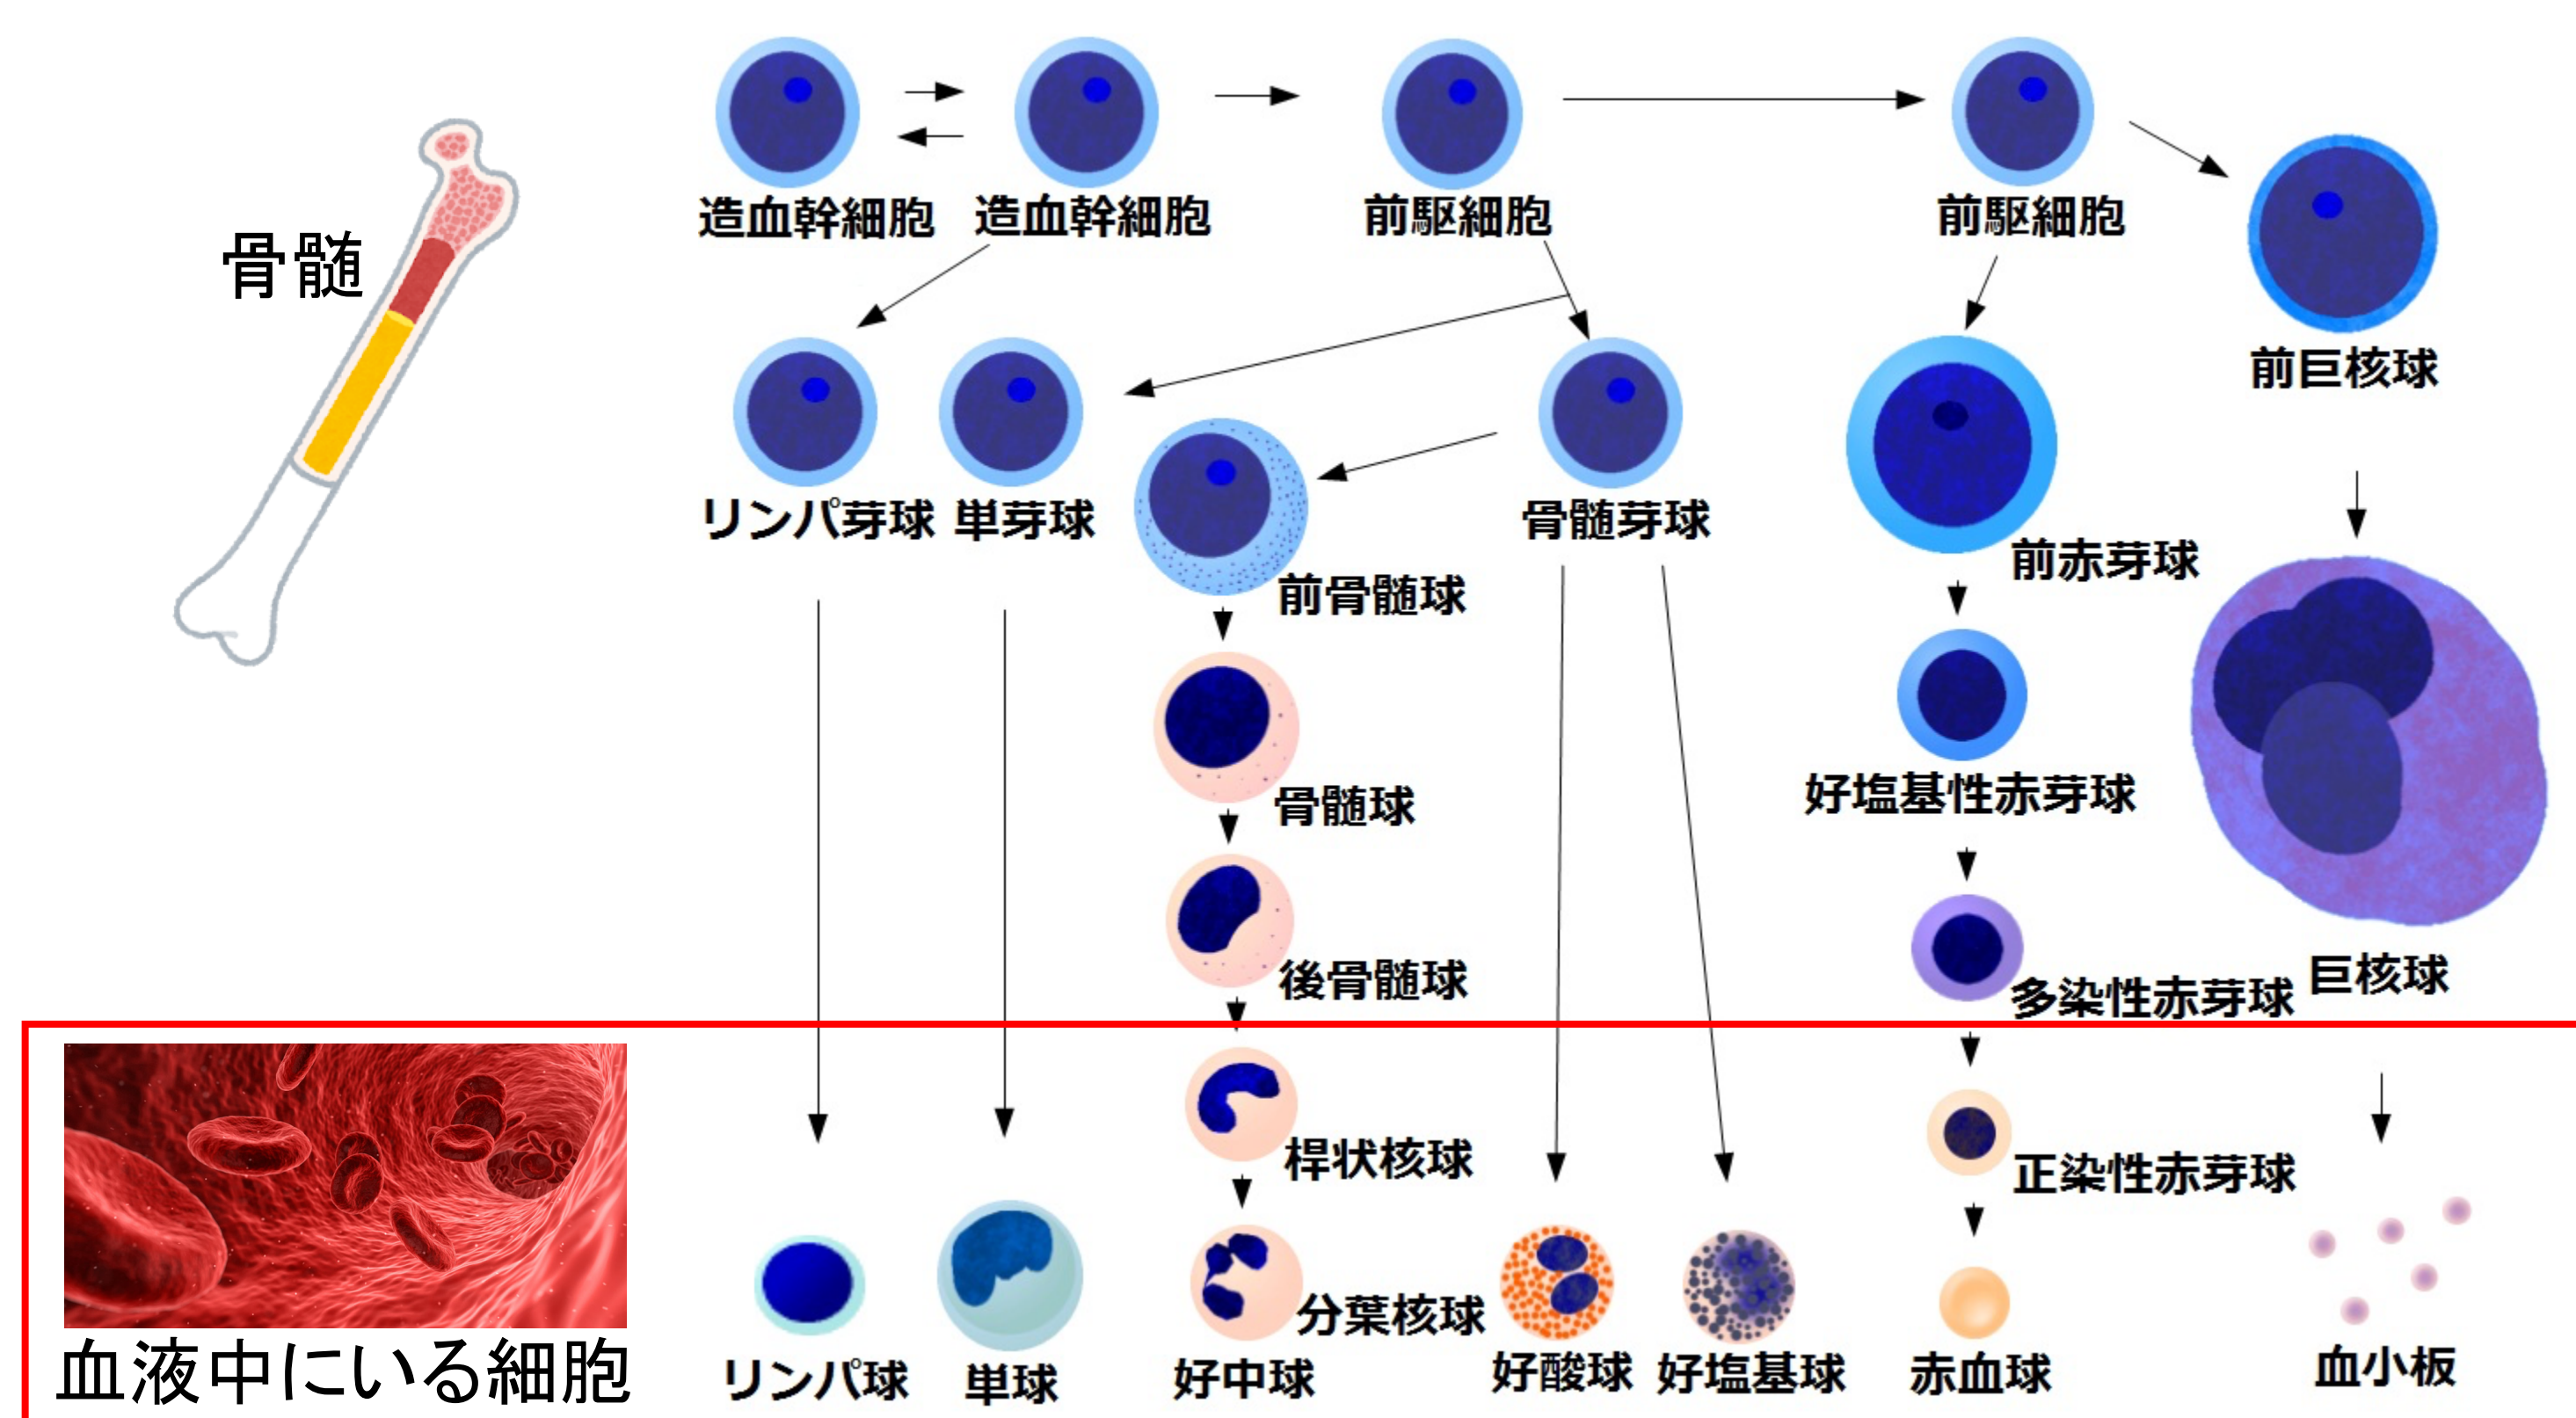 造血幹細胞
造血幹細胞
前駆細胞
前駆細胞
骨髄
前巨核球
リンパ芽球
単芽球
骨髄芽球
前赤芽球
前骨髄球
好塩基性赤芽球
骨髄球
後骨髄球
多染性赤芽球
巨核球
桿状核球
正染性赤芽球
分葉核球
血液中にいる細胞
リンパ球
単球
好中球
好酸球
好塩基球
赤血球
血小板